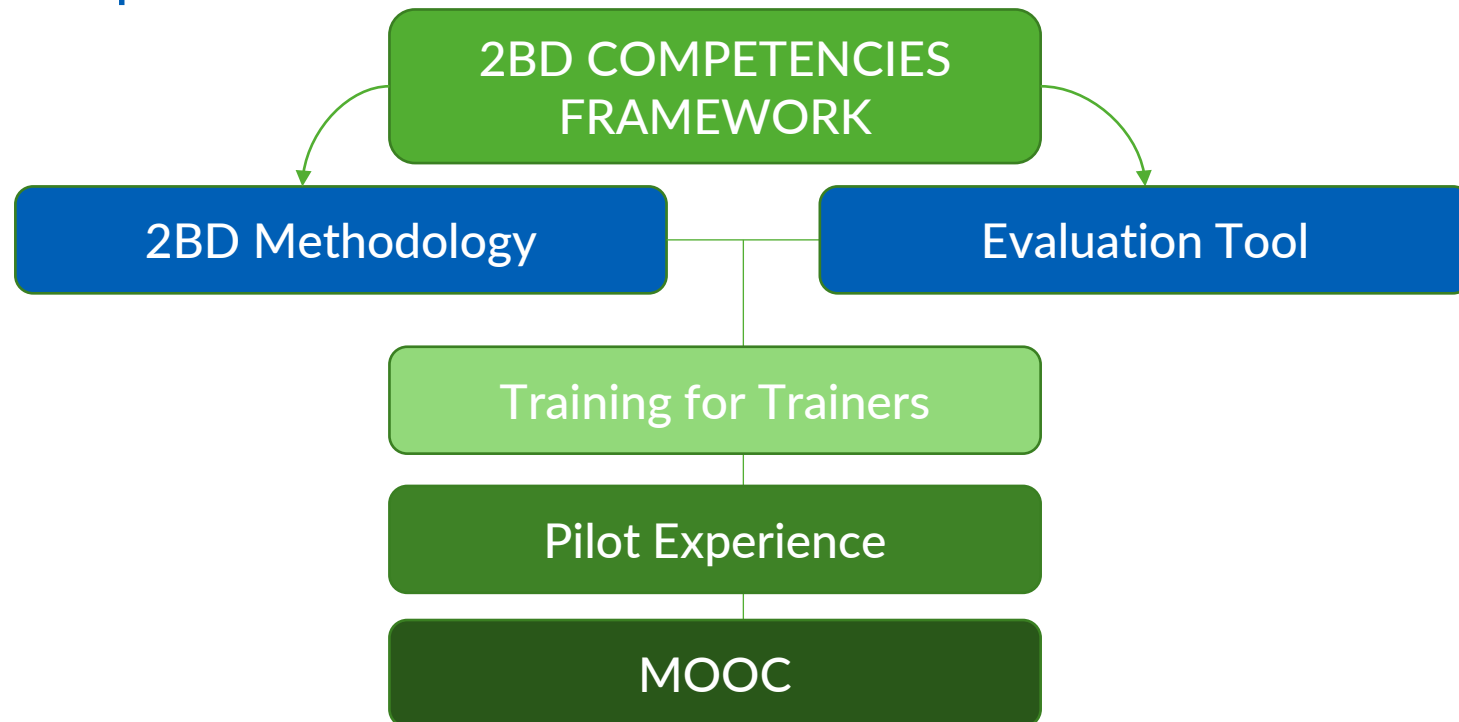 2BD COMPETENCIES
FRAMEWORK
2BD Methodology
Evaluation Tool
Training for Trainers
Pilot Experience
MOOC